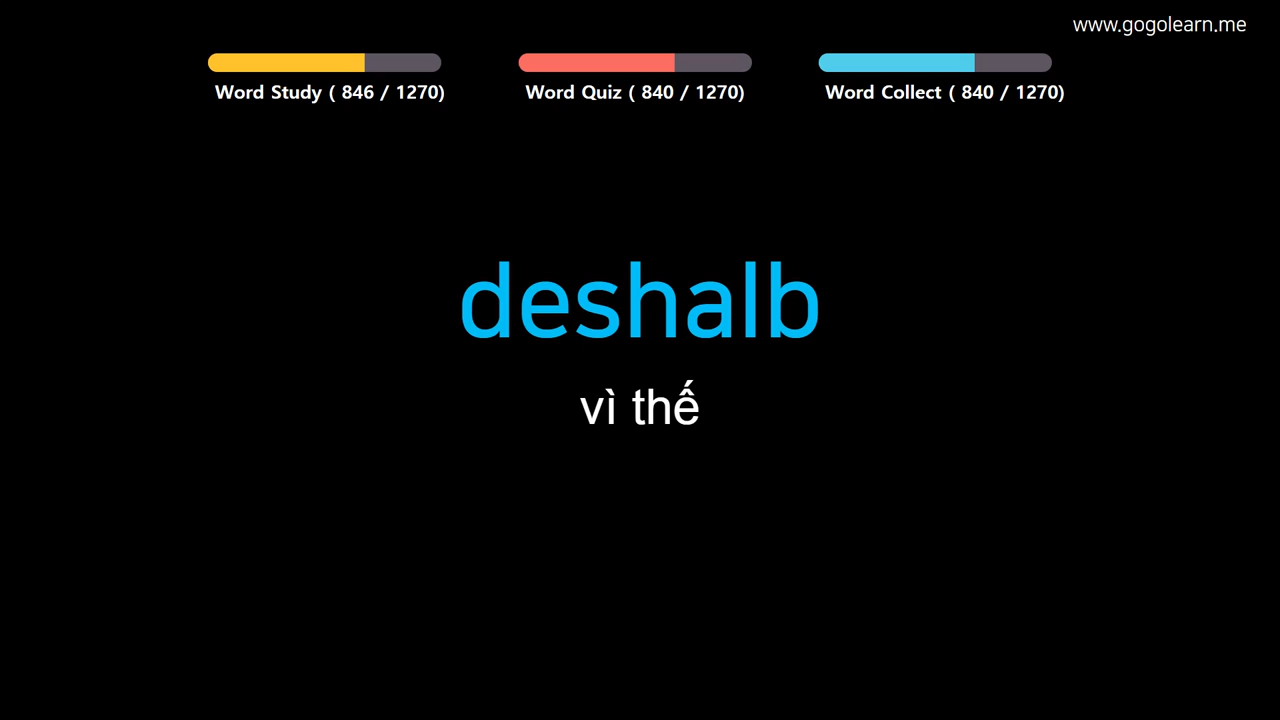 www.gogolearn.me
Word Study ( 846 / 1270)
Word Quiz ( 840 / 1270)
Word Collect ( 840 / 1270)
deshalb
vì thế